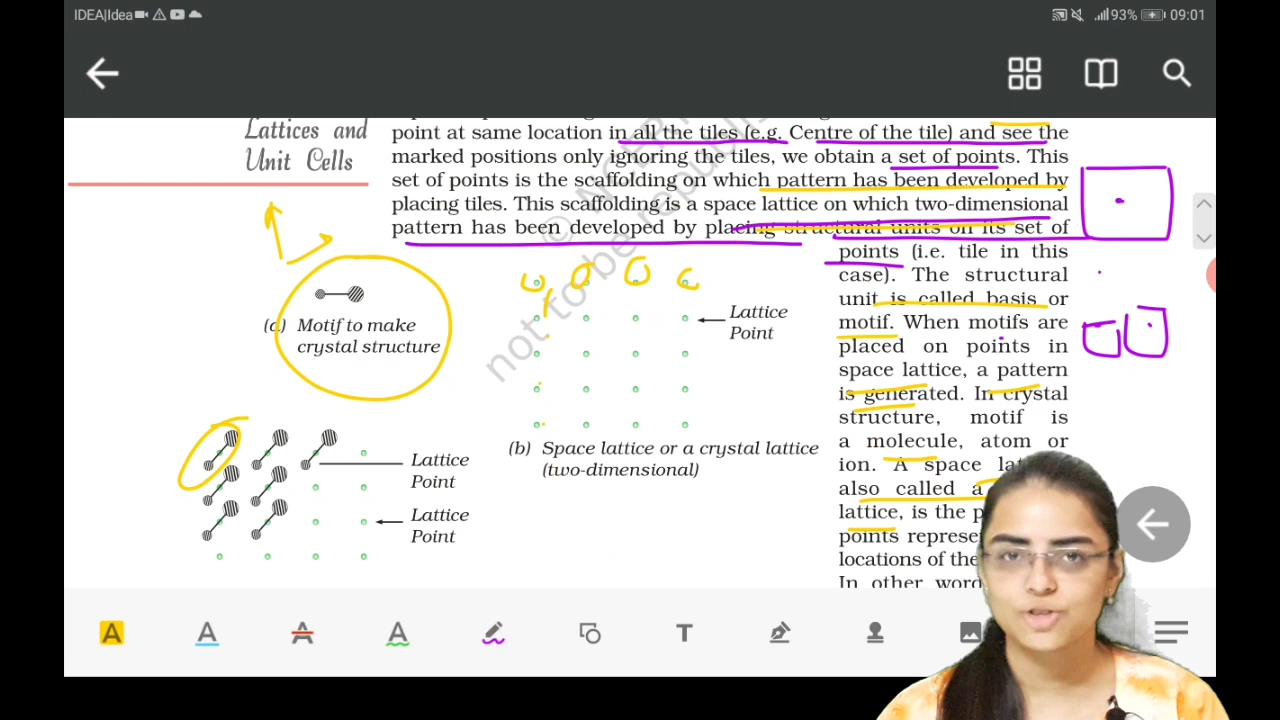 IDEA|Idea
93%
09:01
Lattices and
Unit Cells
point at same location in all the tiles (e.g. Centre of the tile) and see the
marked positions only ignoring the tiles, we obtain a set of points. This
set of points is the scaffolding on which pattern has been developed by
placing tiles. This scaffolding is a space lattice on which two-dimensional
pattern has been developed by placing structural units on its set of
points (i.e. tile in this
case). The structural
unit is called basis or
motif. When motifs are
placed on points in
space lattice, a pattern
is generated. In crystal
structure, motif is
a molecule, atom or
ion. A space
also called a
lattice, is the
points
locations of the
In other
(a) Motif to make
crystal structure
Lattice
Point
(b) Space lattice or a crystal lattice
(two-dimensional)
Lattice
Point
Lattice
Point
not to be
A
A
A
A
T